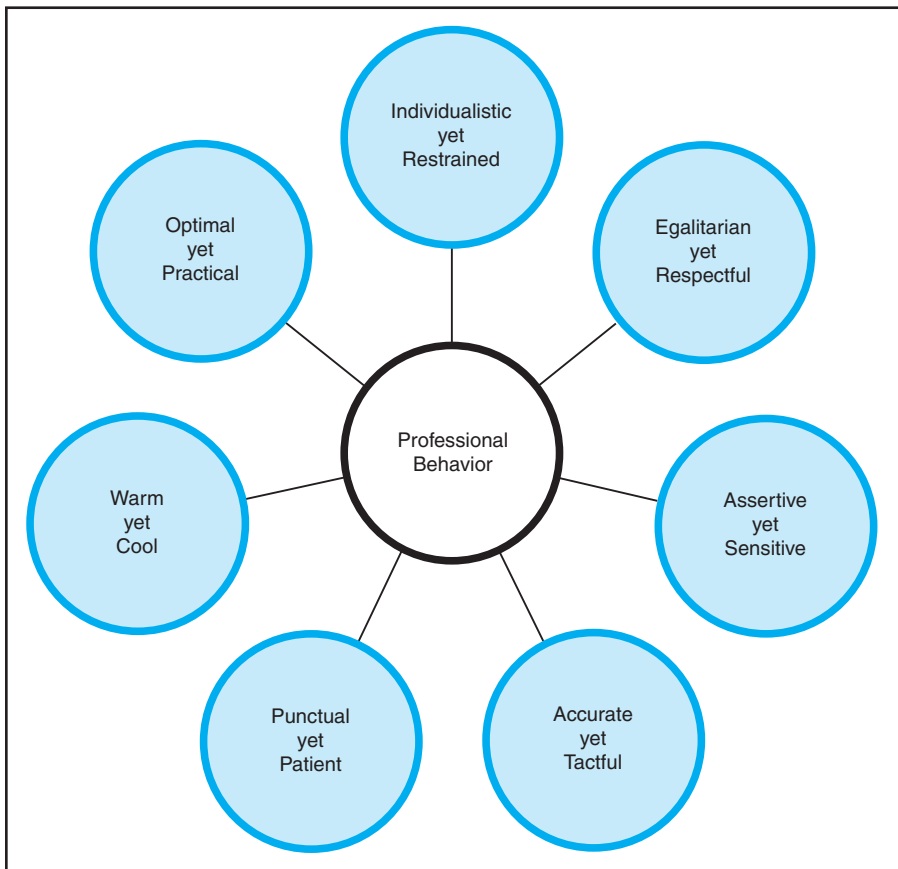 Individualistic
yet
Restrained
Egalitarian
yet
Respectful
Assertive
yet
Sensitive
Accurate
yet
Tactful
Punctual
yet
Patient
Warm
yet
Cool
Optimal
yet
Practical
Professional
Behavior